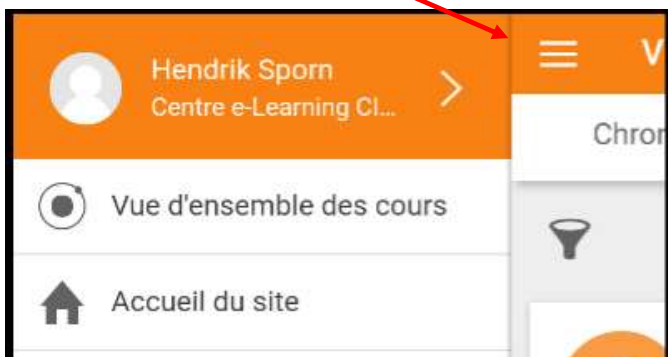 Hendrik Sporn
Centre e-Learning Cl...
V
Chron
Vue d'ensemble des cours
Accueil du site